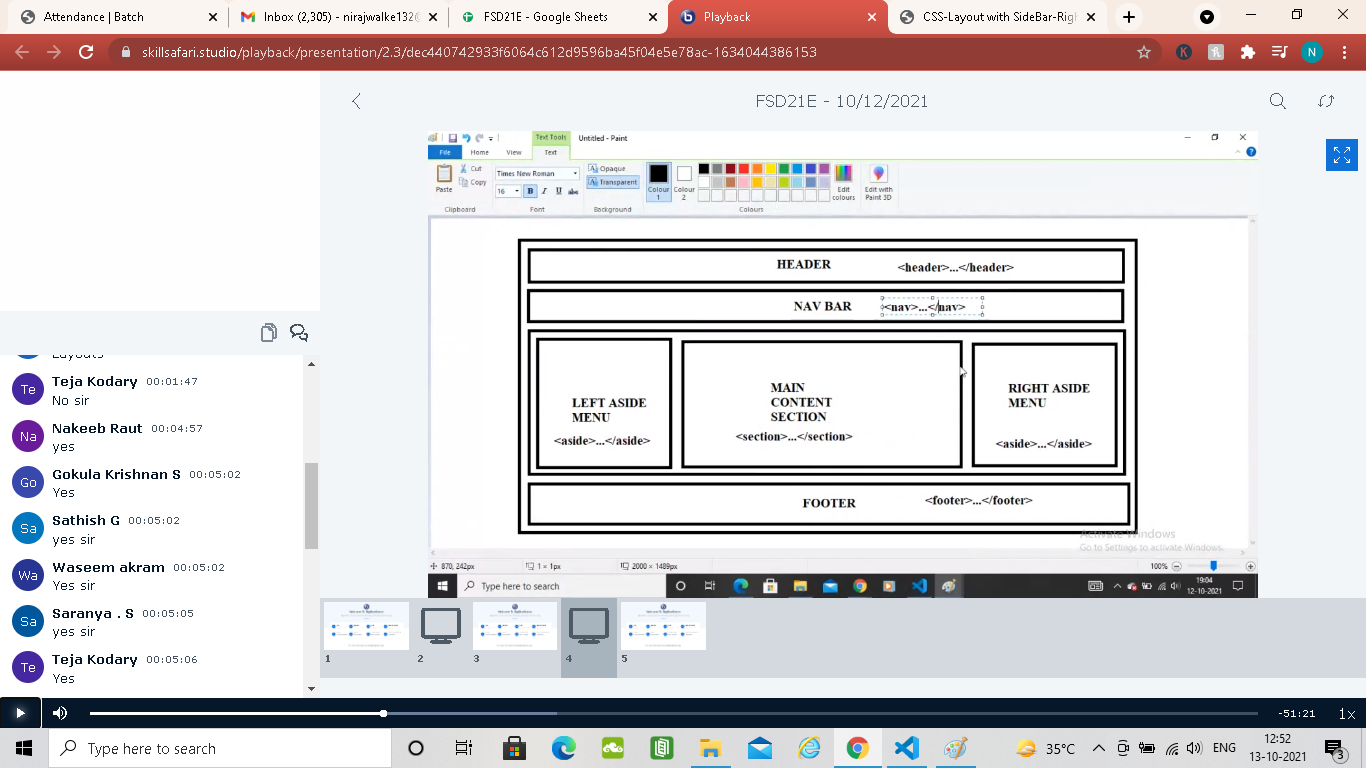 Attendance | Batch
Inbox (2,305) - nirajwalke132@
FSD21E - Google Sheets
Playback
CSS-Layout with SideBar-Righ
skillsafari.studio/playback/presentation/2.3/dec440742933f6064c612d9596ba45f04e5e78ac-1634044386153
K
N
FSD21E - 10/12/2021
Text Tools
Untitled - Paint
File
Home
View
Text
Paste
Cut
Copy
Clipboard
Times New Roman
16
B
I
U
abc
Font
Opaque
Transparent
Background
Colour
1
Colour
2
Edit
colours
Colours
Edit with
Paint 3D
HEADER
<header>...</header>
NAV BAR
<nav>...</nav>
LEFT ASIDE
MENU
<aside>...</aside>
MAIN
CONTENT
SECTION
<section>...</section>
RIGHT ASIDE
MENU
<aside>...</aside>
FOOTER
<footer>...</footer>
Activate Windows
Go to Settings to activate Windows.
870, 242px
1 × 1px
2000 × 1489px
100%
Type here to search
19:04
12-10-2021
Layouts
Te
Teja Kodary 00:01:47
No sir
Na
Nakeeb Raut 00:04:57
yes
Go
Gokula Krishnan S 00:05:02
Yes
Sa
Sathish G 00:05:02
yes sir
Wa
Waseem akram 00:05:02
Yes sir
Sa
Saranya . S 00:05:05
yes sir
Te
Teja Kodary 00:05:06
Yes
1
2
3
4
5
-51:21
1x
Type here to search
35°C
ENG
12:52
13-10-2021
3